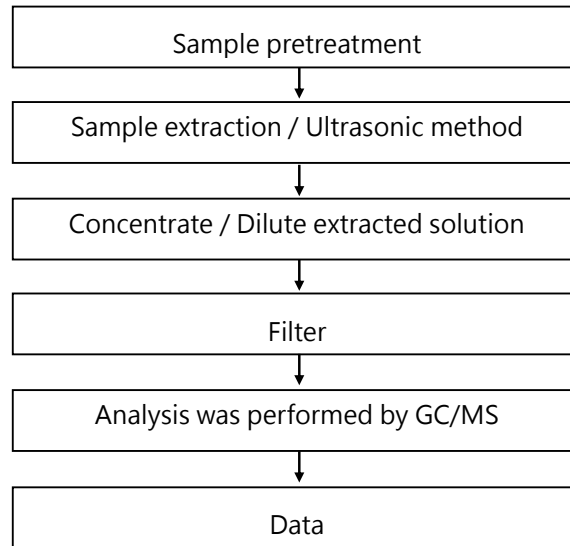 Sample pretreatment
Sample extraction / Ultrasonic method
Concentrate / Dilute extracted solution
Filter
Analysis was performed by GC/MS
Data